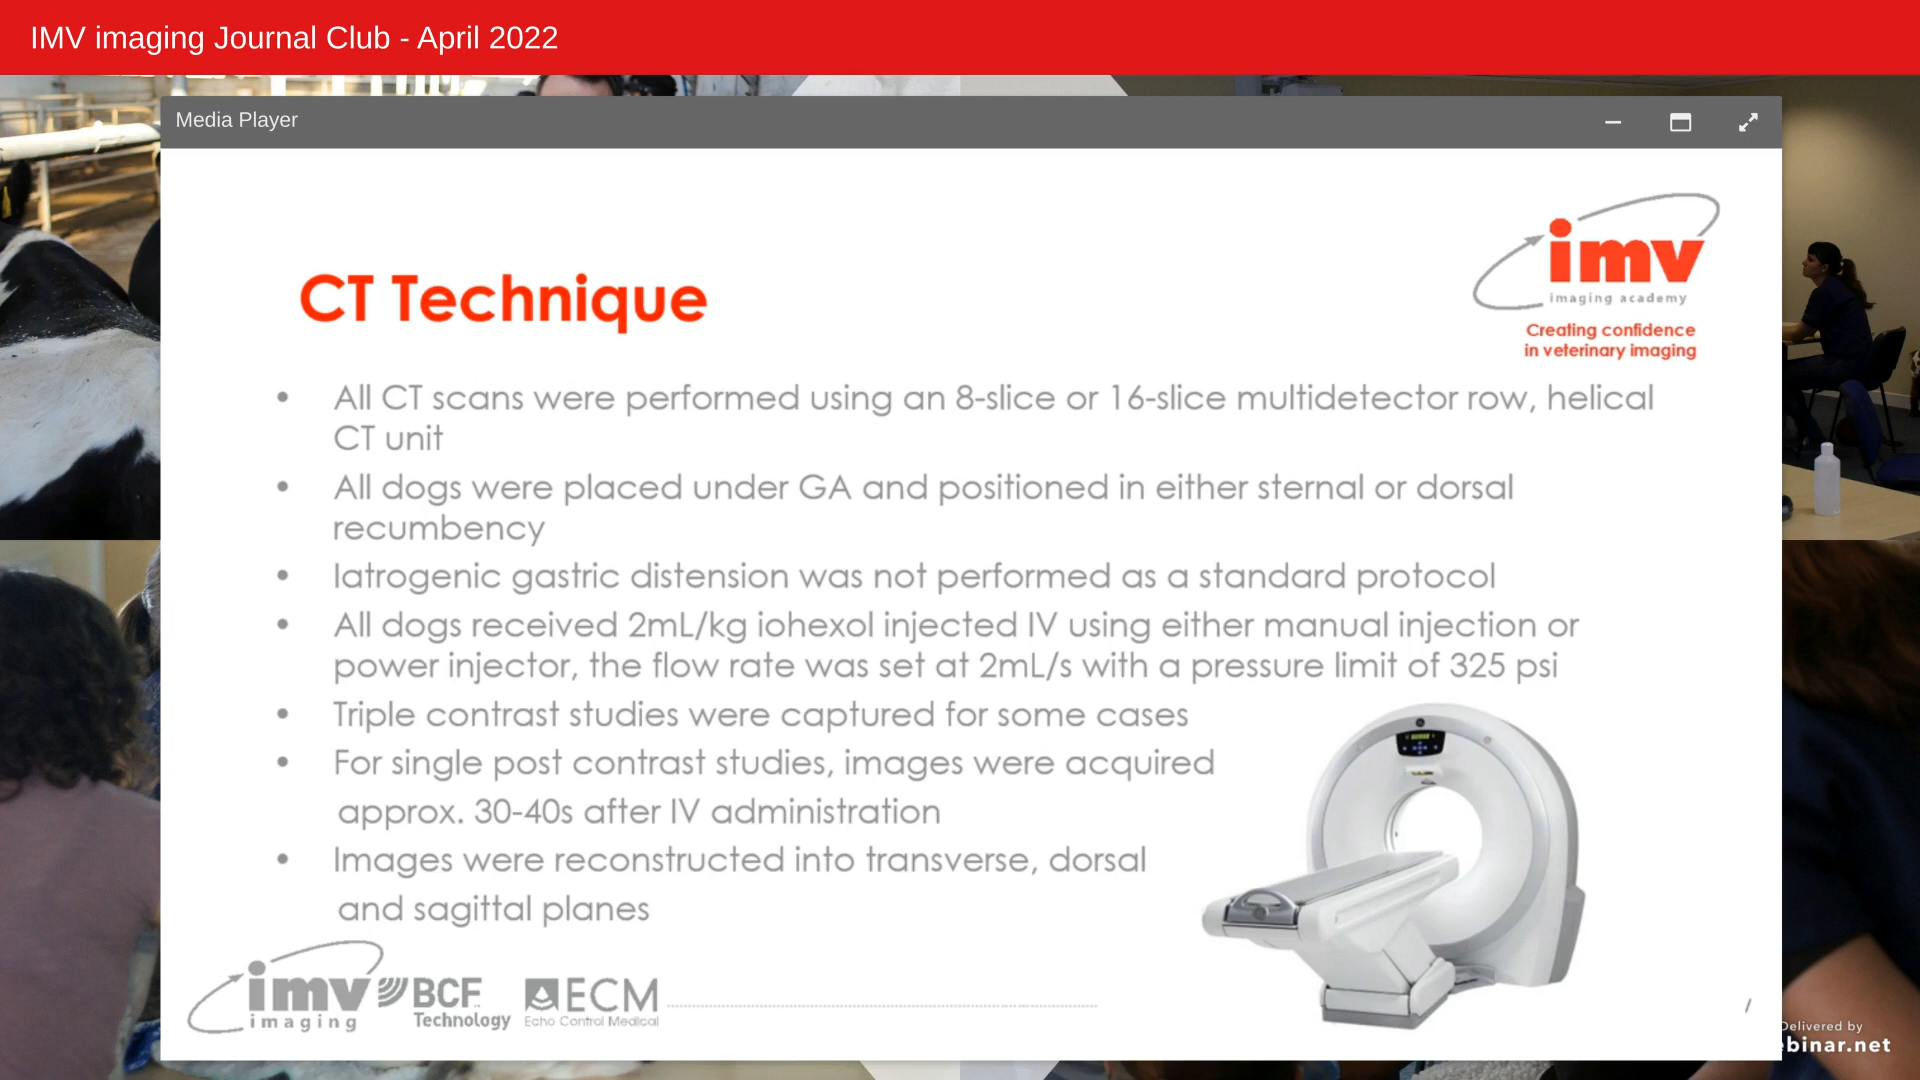 IMV imaging Journal Club - April 2022
Media Player
imv
imaging academy
Creating confidence
in veterinary imaging
CT Technique
• All CT scans were performed using an 8-slice or 16-slice multidetector row, helical
CT unit
• All dogs were placed under GA and positioned in either sternal or dorsal
recumbency
• Iatrogenic gastric distension was not performed as a standard protocol
• All dogs received 2mL/kg iohexol injected IV using either manual injection or
power injector, the flow rate was set at 2mL/s with a pressure limit of 325 psi
• Triple contrast studies were captured for some cases
• For single post contrast studies, images were acquired
approx. 30-40s after IV administration
• Images were reconstructed into transverse, dorsal
and sagittal planes
imv
imaging
BCF
Technology
ECM
Echo Control Medical
/
Delivered by
ebinar.net